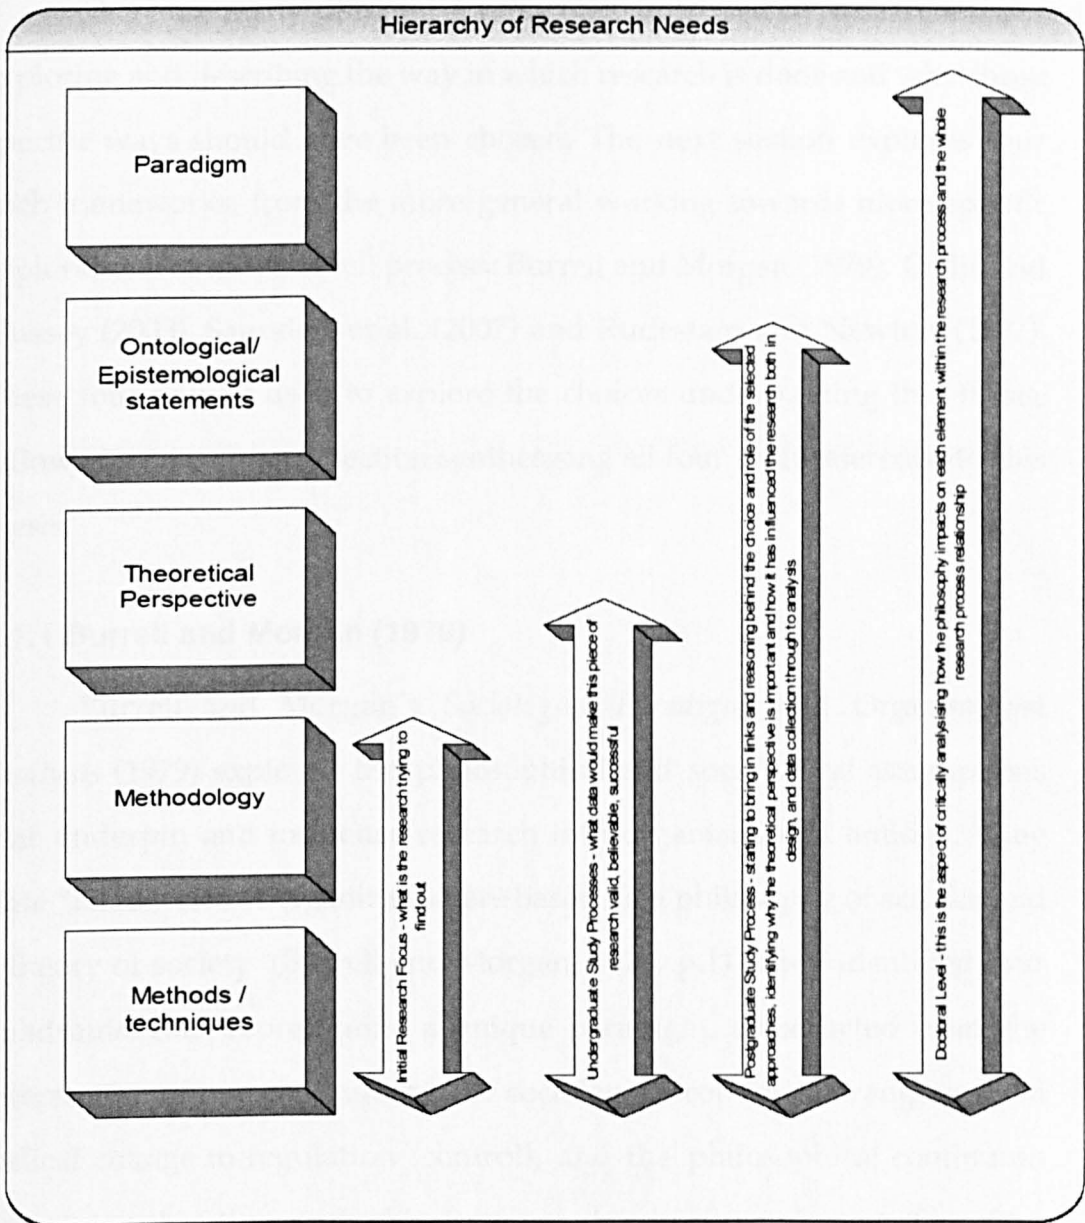 Hierarchy of Research Needs
Paradigm
Ontological/
Epistemological
statements
Theoretical
Perspective
Methodology
Methods /
techniques
Initial Research Focus - what is the research trying to
find out
Undergraduate Study Processes - what data would make this piece of
research valid, believable, successful
Postgraduate Study Process - starting to bring in links and reasoning behind the choice and role of the selected
approaches, identifying why the theoretical perspective is important and how it has influenced the research both in
design, and data collection through to analysis
Doctoral Level this is the aspect of critically analysising how the philosophy impacts on each element within the research process and the whole
research process relationship